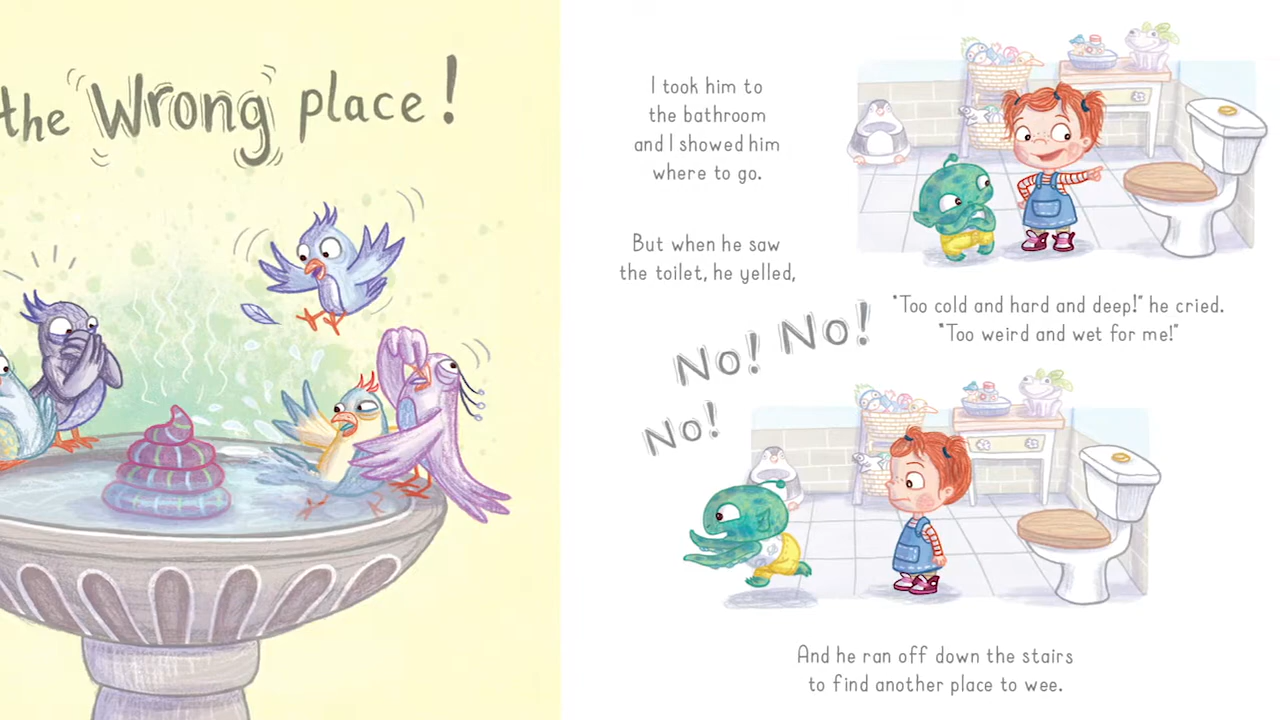 the Wrong place!
I took him to
the bathroom
and I showed him
where to go.
But when he saw
the toilet, he yelled,
No! No!
No!
"Too cold and hard and deep!" he cried.
"Too weird and wet for me!"
And he ran off down the stairs
to find another place to wee.